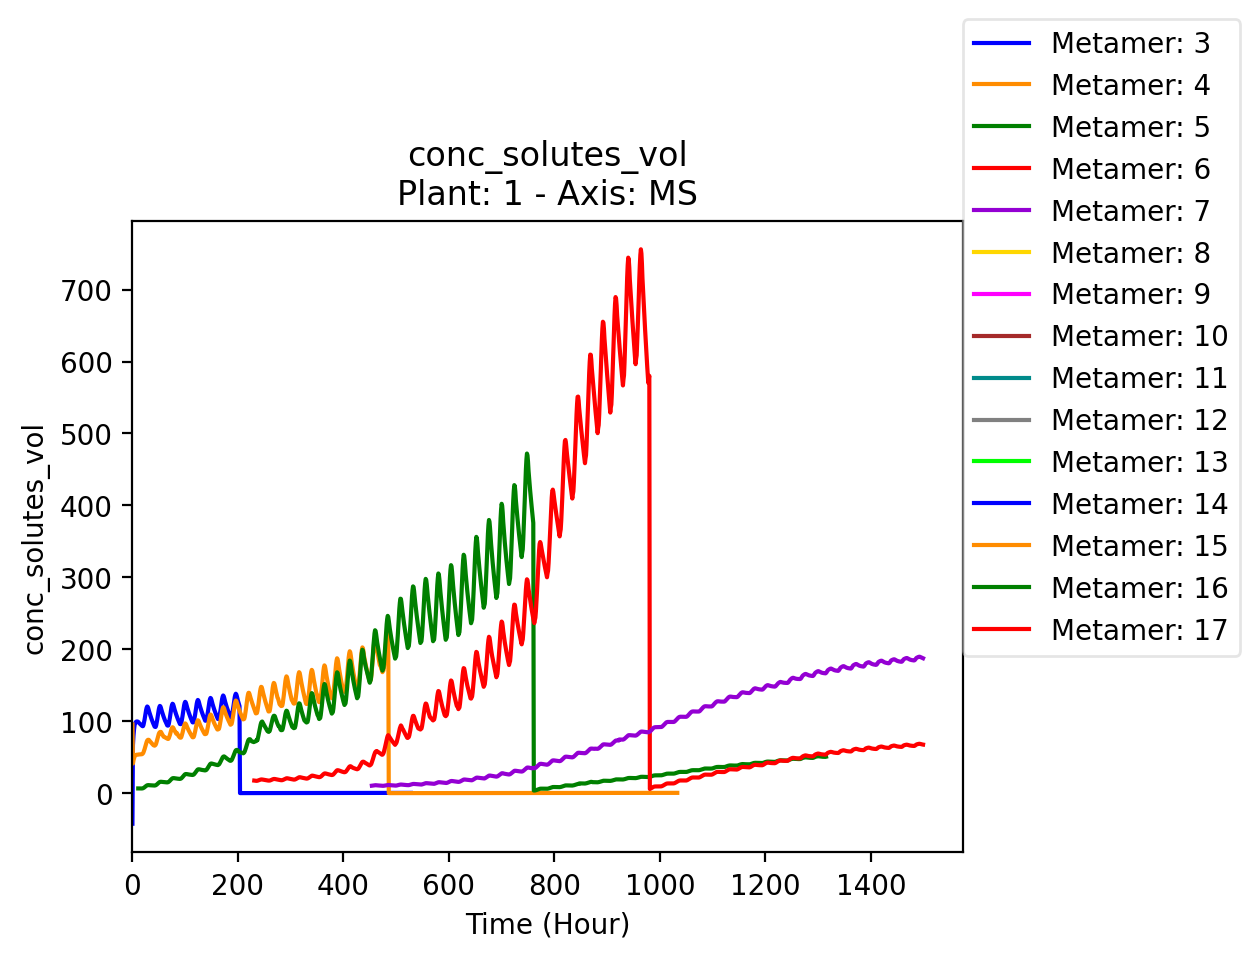 conc_solutes_vol
Plant: 1 - Axis: MS
conc_solutes_vol
700
600
500
400
300
200
100
0
0
200
400
600
800
1000
1200
1400
Time (Hour)
Metamer: 3
Metamer: 4
Metamer: 5
Metamer: 6
Metamer: 7
Metamer: 8
Metamer: 9
Metamer: 10
Metamer: 11
Metamer: 12
Metamer: 13
Metamer: 14
Metamer: 15
Metamer: 16
Metamer: 17